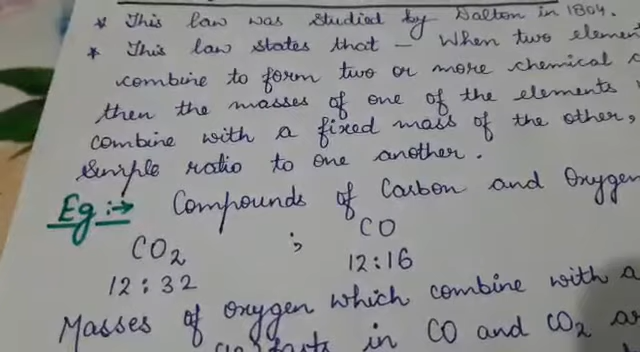 * This law was studied by Dalton in 1804.
* This law states that - When two elemen
combine to form two or more chemical c
then the masses of one of the elements
combine with a fixed mass of the other,
simple ratio to one another.
Eg :→ Compounds of Carbon and Oxygen
CO₂ ; CO
12:32 12:16
Masses of oxygen which combine with a
parts in CO and CO₂ ar